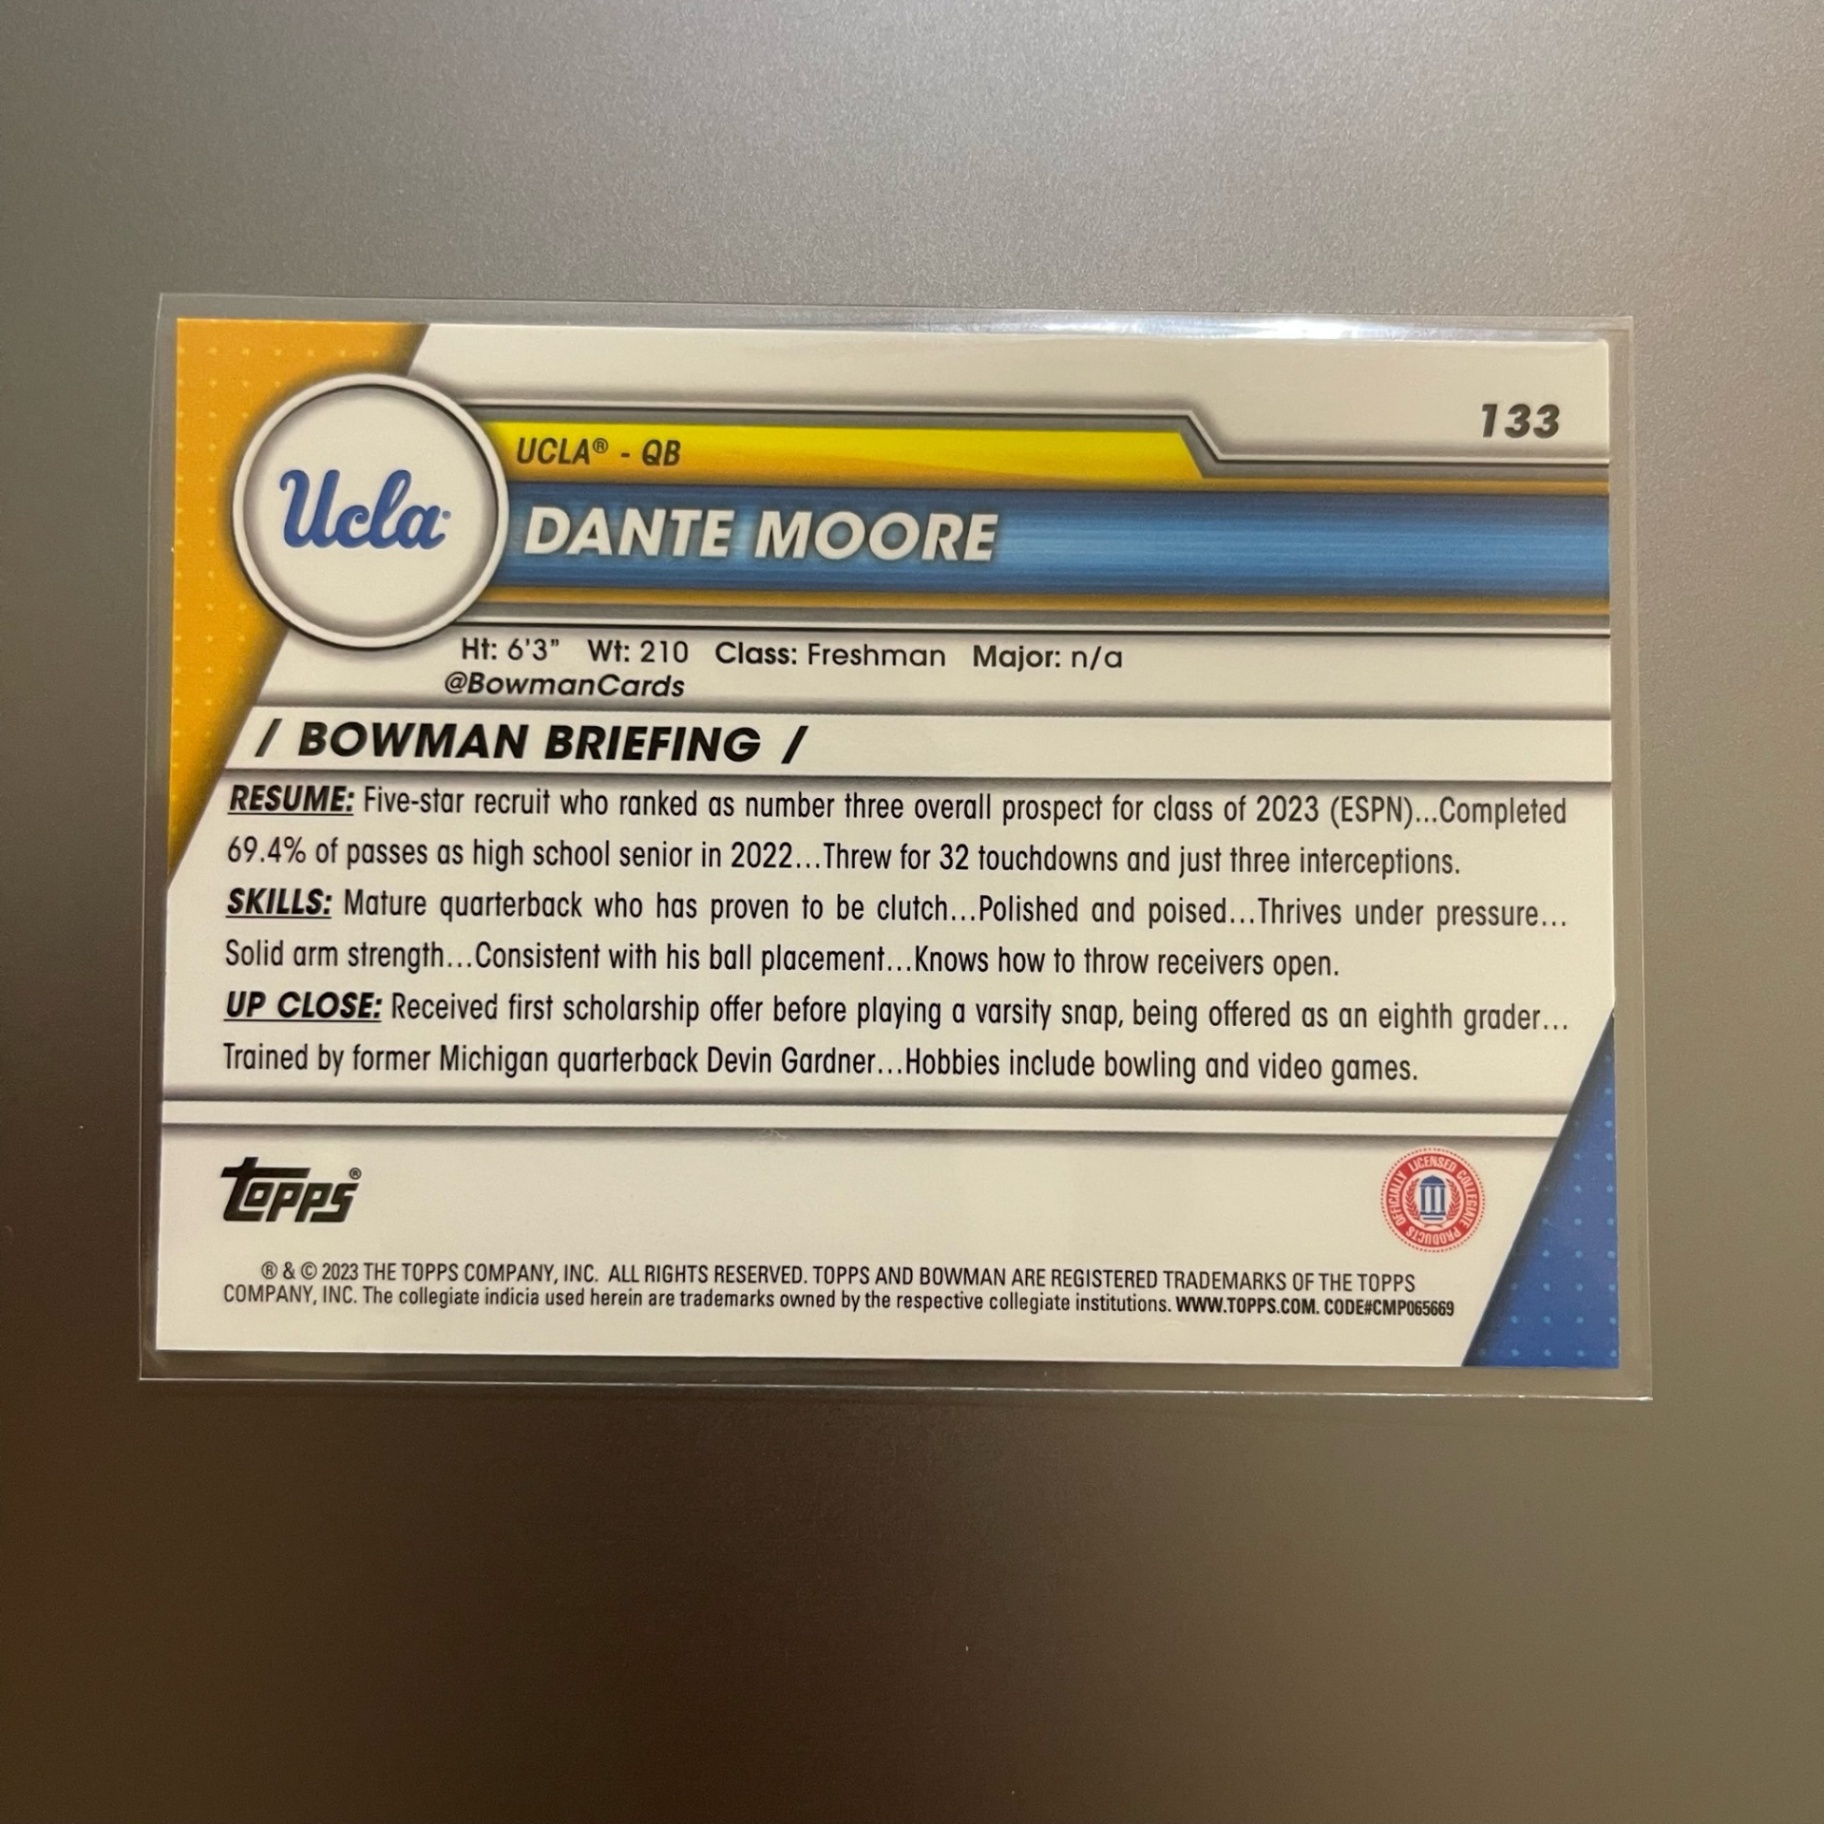 133
UCLA® - QB
Ucla
DANTE MOORE
Ht: 6'3" Wt: 210 Class: Freshman Major: n/a
@BowmanCards
/ BOWMAN BRIEFING /
RESUME: Five-star recruit who ranked as number three overall prospect for class of 2023 (ESPN)...Completed
69.4% of passes as high school senior in 2022...Threw for 32 touchdowns and just three interceptions.
SKILLS: Mature quarterback who has proven to be clutch...Polished and poised...Thrives under pressure...
Solid arm strength...Consistent with his ball placement...Knows how to throw receivers open.
UP CLOSE: Received first scholarship offer before playing a varsity snap, being offered as an eighth grader...
Trained by former Michigan quarterback Devin Gardner...Hobbies include bowling and video games.
TOPPS®
OFFICIALLY LICENSED COLLEGIATE PRODUCTS
® & © 2023 THE TOPPS COMPANY, INC. ALL RIGHTS RESERVED. TOPPS AND BOWMAN ARE REGISTERED TRADEMARKS OF THE TOPPS
COMPANY, INC. The collegiate indicia used herein are trademarks owned by the respective collegiate institutions. WWW.TOPPS.COM. CODE#CMP065669